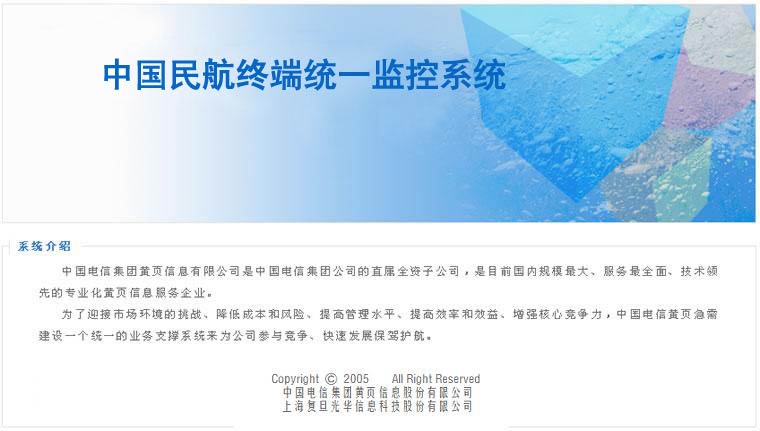 中国民航终端统一监控系统
系统介绍
中国电信集团黄页信息有限公司是中国电信集团公司的直属全资子公司，是目前国内规模最大、服务最全面、技术领
先的专业化黄页信息服务企业。
为了迎接市场环境的挑战、降低成本和风险、提高管理水平、提高效率和效益、增强核心竞争力，中国电信黄页急需
建设一个统一的业务支撑系统来为公司参与竞争、快速发展保驾护航。
Copyright © 2005 All Right Reserved
中国电信集团黄页信息股份有限公司
上海复旦光华信息科技股份有限公司